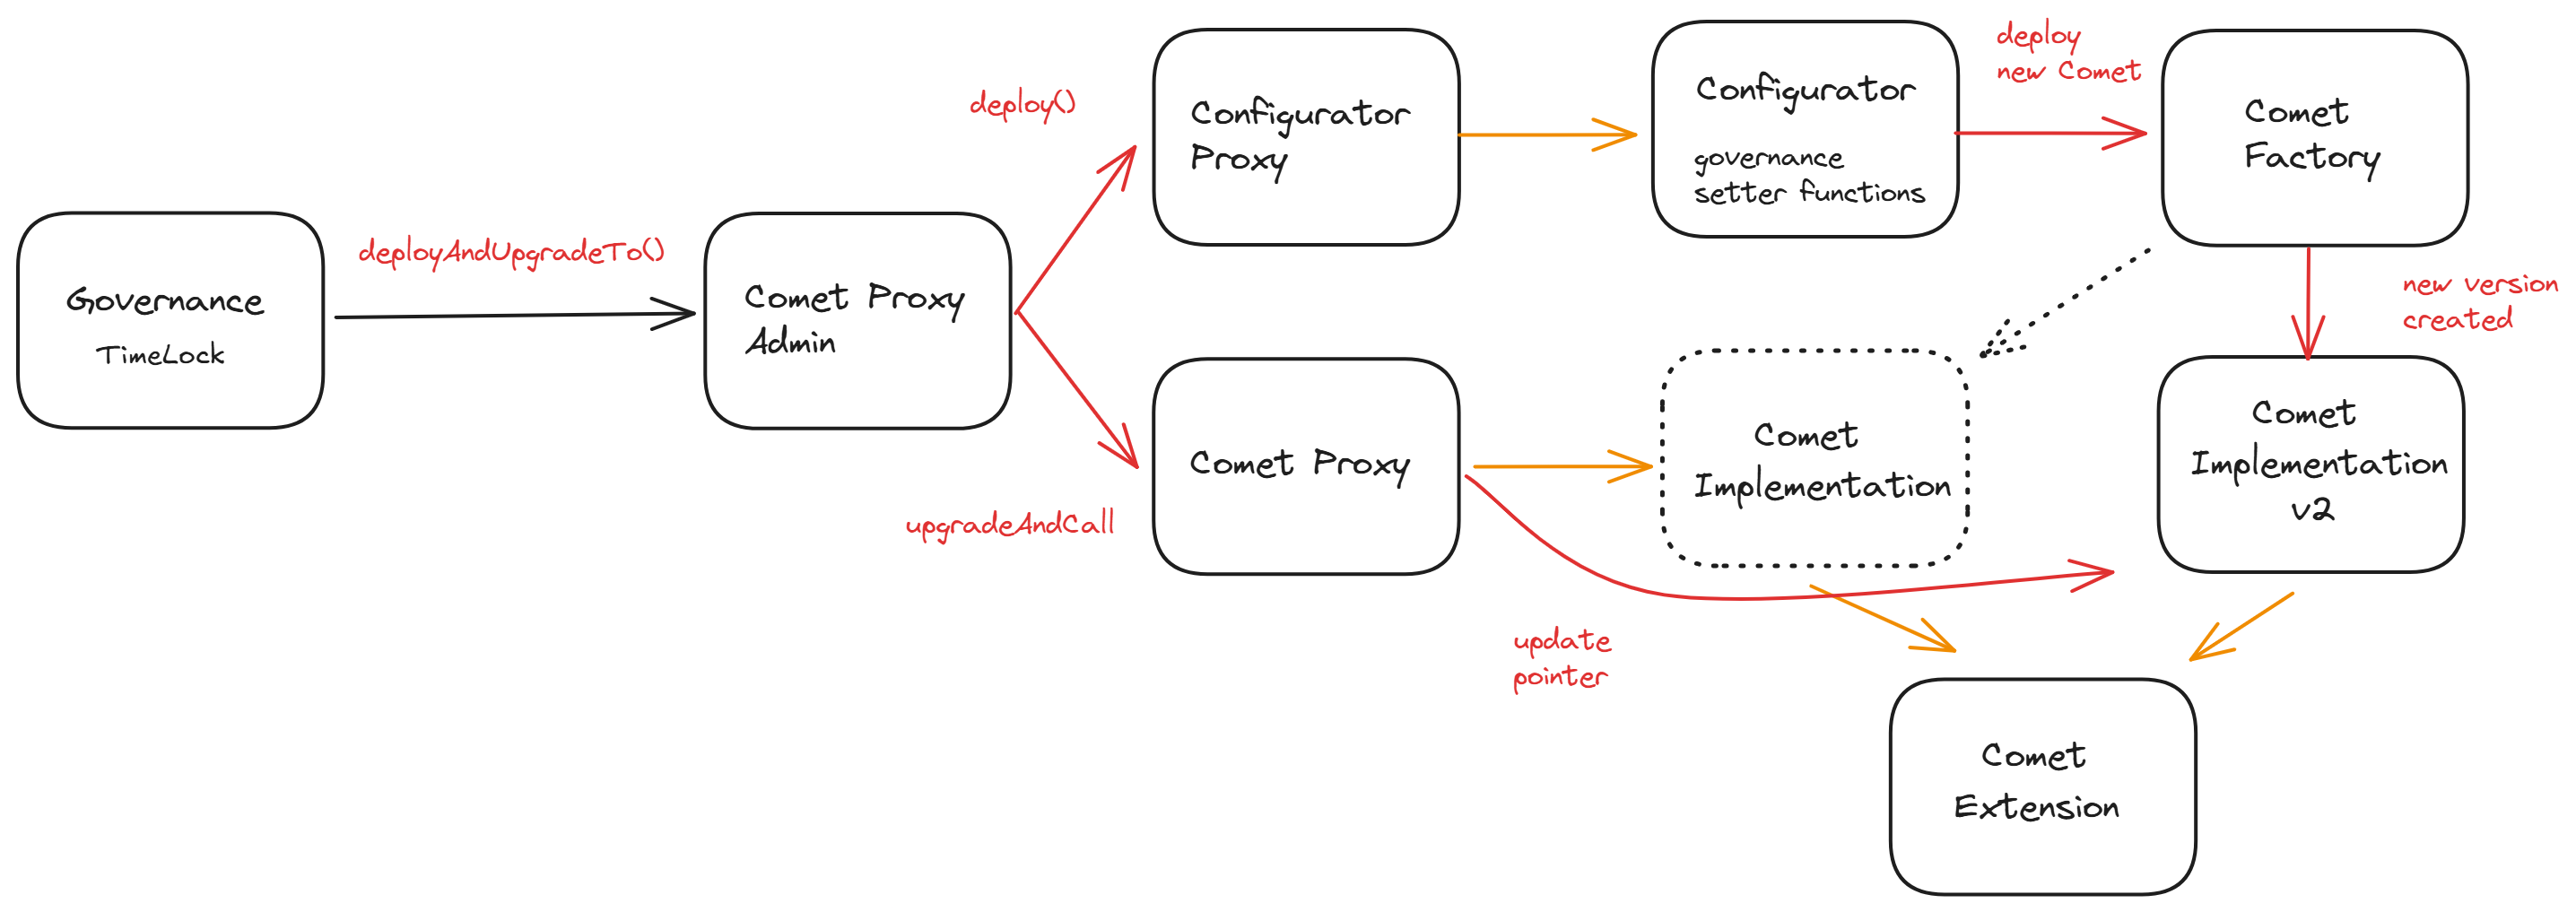 Governance
TimeLock
deployAndUpgradeTo()
Comet Proxy
Admin
deploy()
upgradeAndCall
Configurator
Proxy
Configurator
governance
setter functions
deploy
new Comet
Comet
Factory
new version
created
Comet Proxy
Comet
Implementation
Comet
Implementation
v2
update
pointer
Comet
Extension